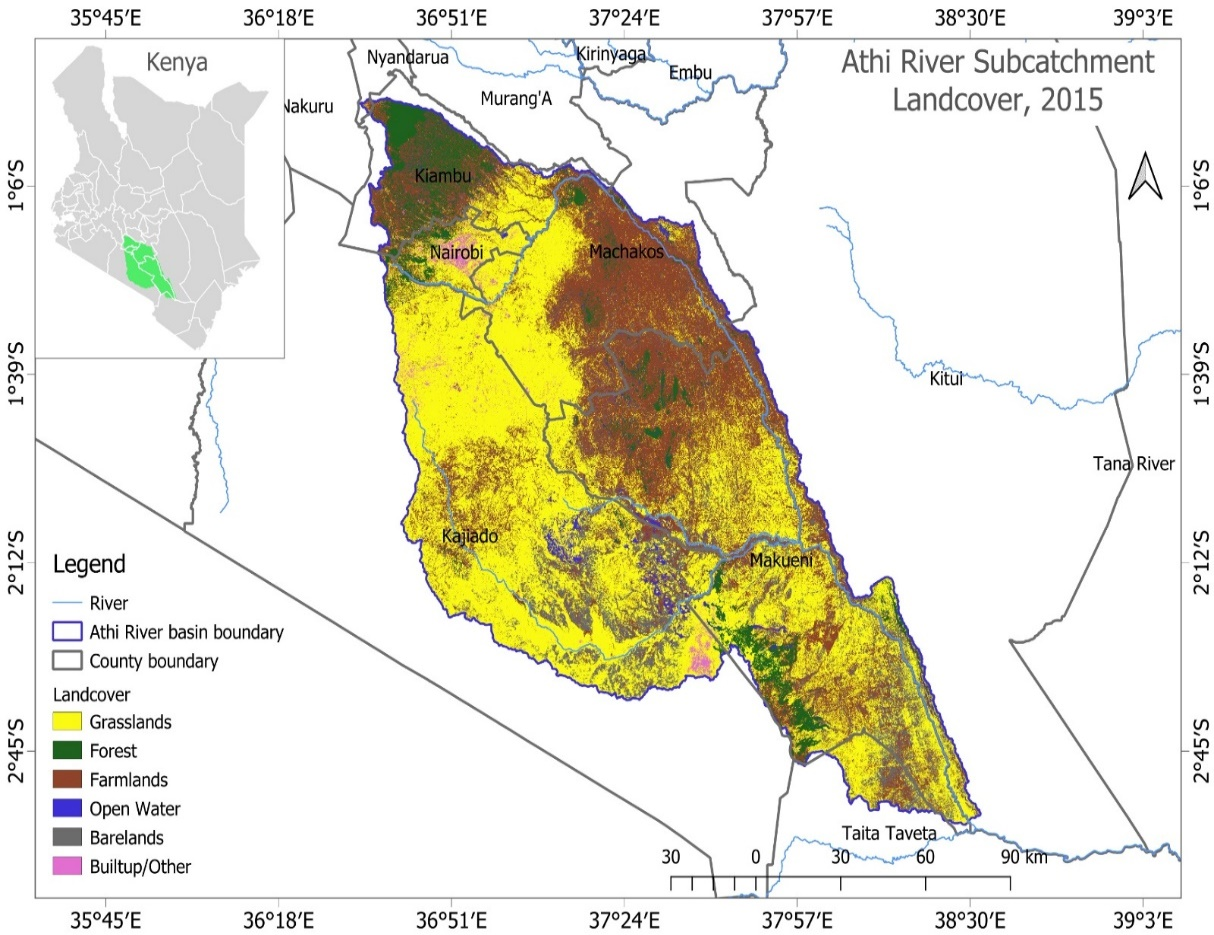 35°45′E 36°18′E 36°51′E 37°24′E 37°57′E 38°30′E 39°3′E
Kenya
Athi River Subcatchment
Landcover, 2015
Nyandarua
Kirinyaga
Embu
Murang'A
Nakuru
Kiambu
1°6′S
1°6′S
Nairobi
Machakos
1°39′S
1°39′S
Kitui
Tana River
Kajiado
Makueni
2°12′S
2°12′S
Legend
River
Athi River basin boundary
County boundary
Landcover
Grasslands
Forest
Farmlands
Open Water
Barelands
Builtup/Other
2°45′S
2°45′S
Taita Taveta
30 0 30 60 90 km
35°45′E 36°18′E 36°51′E 37°24′E 37°57′E 38°30′E 39°3′E